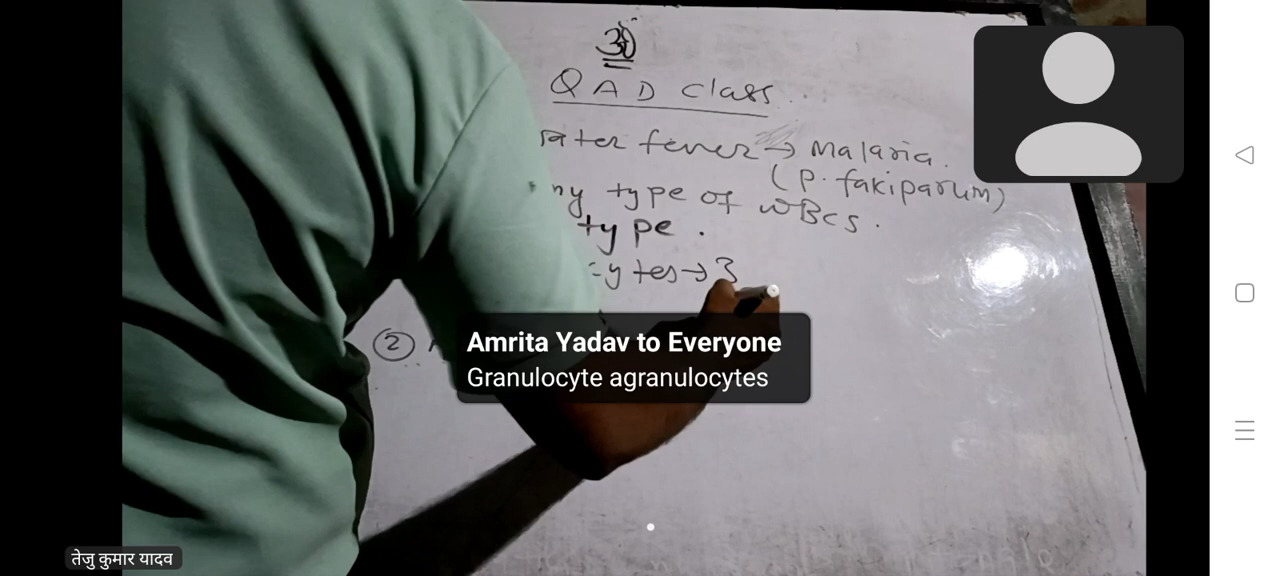 ॐ
QAD class
water fever → Malaria.
(P. fakiparum)
ny type of WBCs.
type.
cytes → 3
②
Amrita Yadav to Everyone
Granulocyte agranulocytes
तेजु कुमार यादव